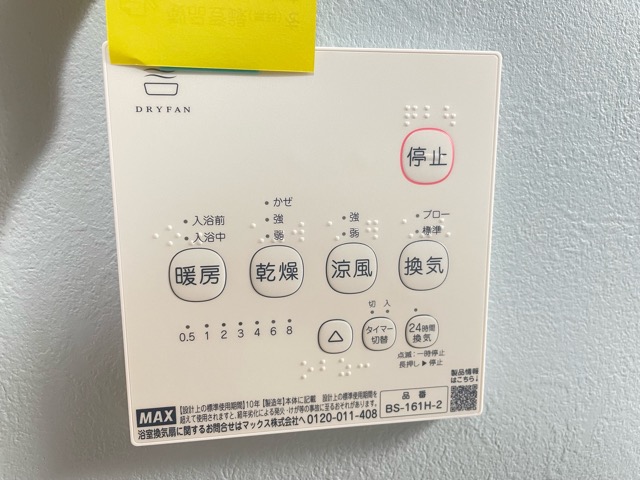 DRYFAN
停止
入浴前
入浴中
かぜ
強
弱
強
弱
ブロー
標準
暖房
乾燥
涼風
換気
0.5 1 2 3 4 6 8
切 入
△
タイマー
切替
24時間
換気
点滅:一時停止
長押し▶停止
製品情報
はこちら♪
MAX
【設計上の標準使用期間】10年 【製造年】本体に記載 設計上の標準使用期間を
超えて使用されますと、経年劣化による発火・けが等の事故に至るおそれがあります。
浴室換気扇に関するお問合せはマックス株式会社へ 0120-011-408
品番
BS-161H-2